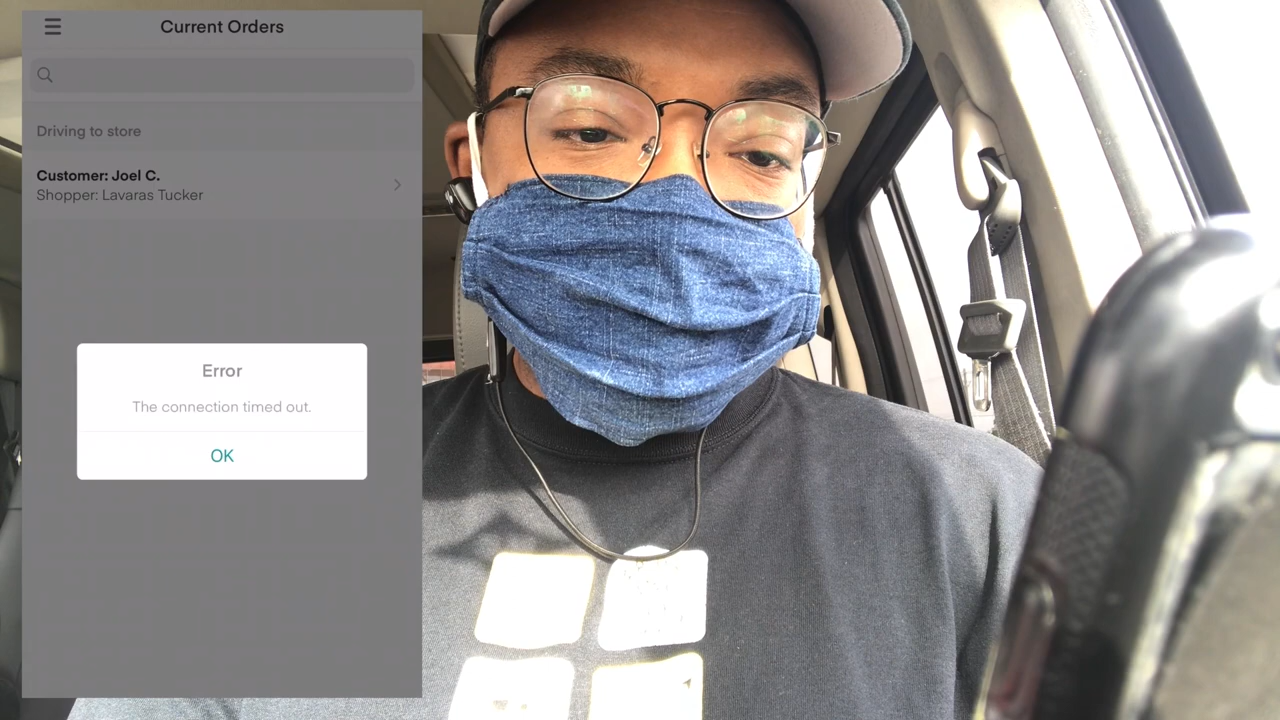 Current Orders
Driving to store
Customer: Joel C.
Shopper: Lavaras Tucker
Error
The connection timed out.
OK